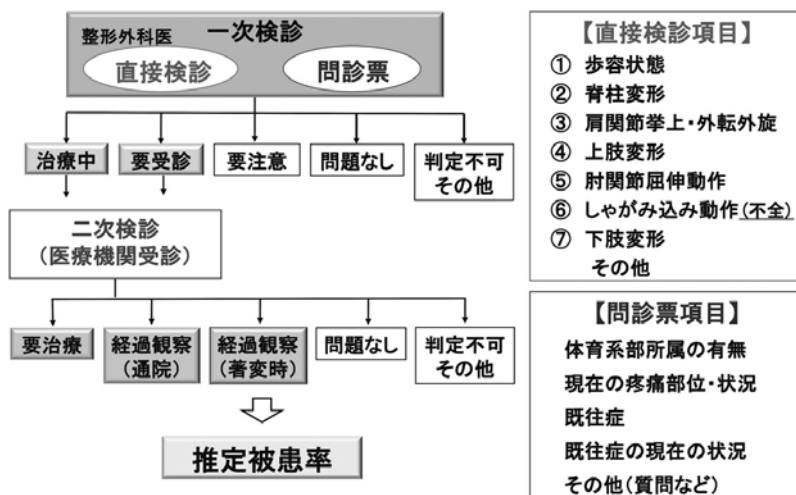 整形外科医 一次検診
直接検診 問診票
治療中 要受診 要注意 問題なし 判定不可
その他
二次検診
(医療機関受診)
要治療 経過観察 経過観察 問題なし 判定不可
(通院) (著変時) その他
推定被患率
【直接検診項目】
① 歩容状態
② 脊柱変形
③ 肩関節挙上・外転外旋
④ 上肢変形
⑤ 肘関節屈伸動作
⑥ しゃがみ込み動作(不全)
⑦ 下肢変形
その他
【問診票項目】
体育系部所属の有無
現在の疼痛部位・状況
既往症
既往症の現在の状況
その他(質問など)